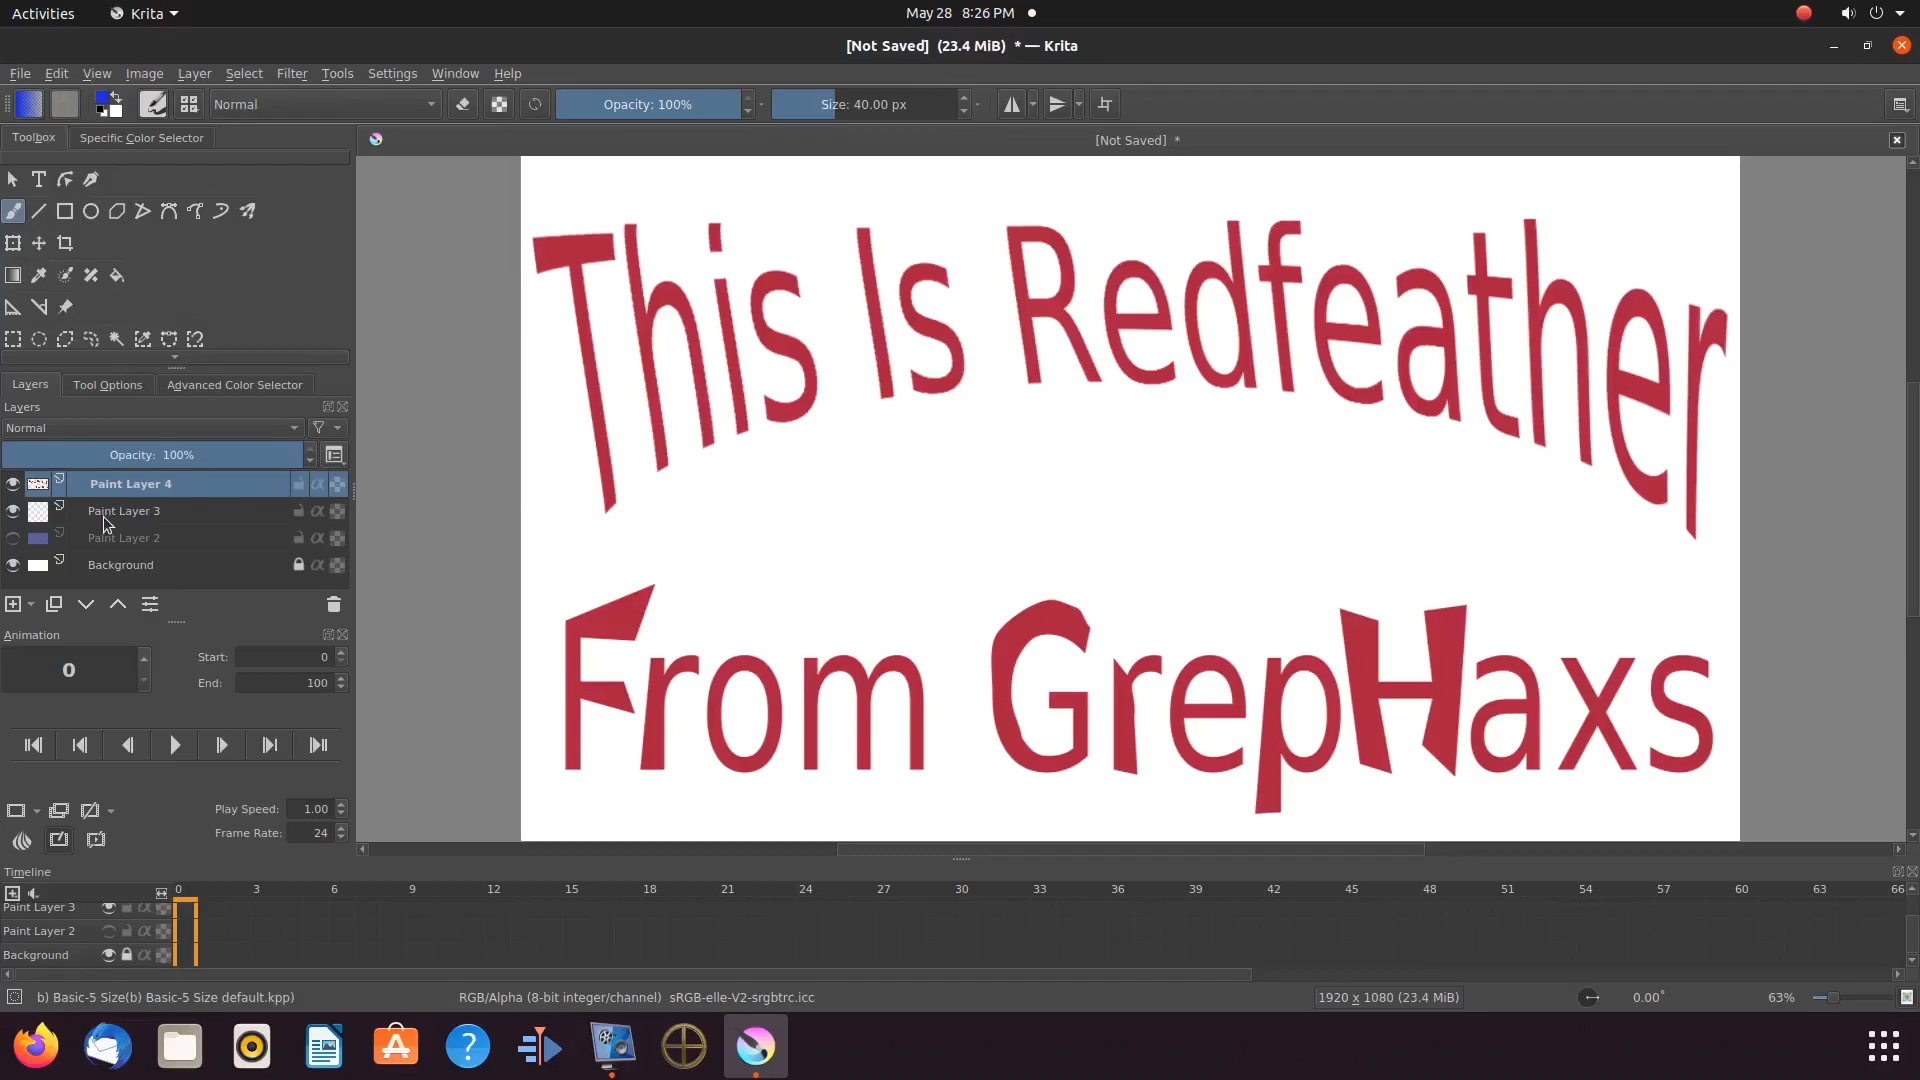 Activities Krita May 28 8:26 PM
[Not Saved] (23.4 MiB) * — Krita
File Edit View Image Layer Select Filter Tools Settings Window Help
Normal Opacity: 100% Size: 40.00 px
Toolbox Specific Color Selector
[Not Saved] *
This Is Redfeather
From GrepHaxs
Layers Tool Options Advanced Color Selector
Layers
Normal
Opacity: 100%
Paint Layer 4
Paint Layer 3
Paint Layer 2
Background
Animation
0 Start: 0
End: 100
Play Speed: 1.00
Frame Rate: 24
Timeline
0 3 6 9 12 15 18 21 24 27 30 33 36 39 42 45 48 51 54 57 60 63 66
Paint Layer 3
Paint Layer 2
Background
b) Basic-5 Size(b) Basic-5 Size default.kpp) RGB/Alpha (8-bit integer/channel) sRGB-elle-V2-srgbtrc.icc 1920 x 1080 (23.4 MiB) 0.00° 63%